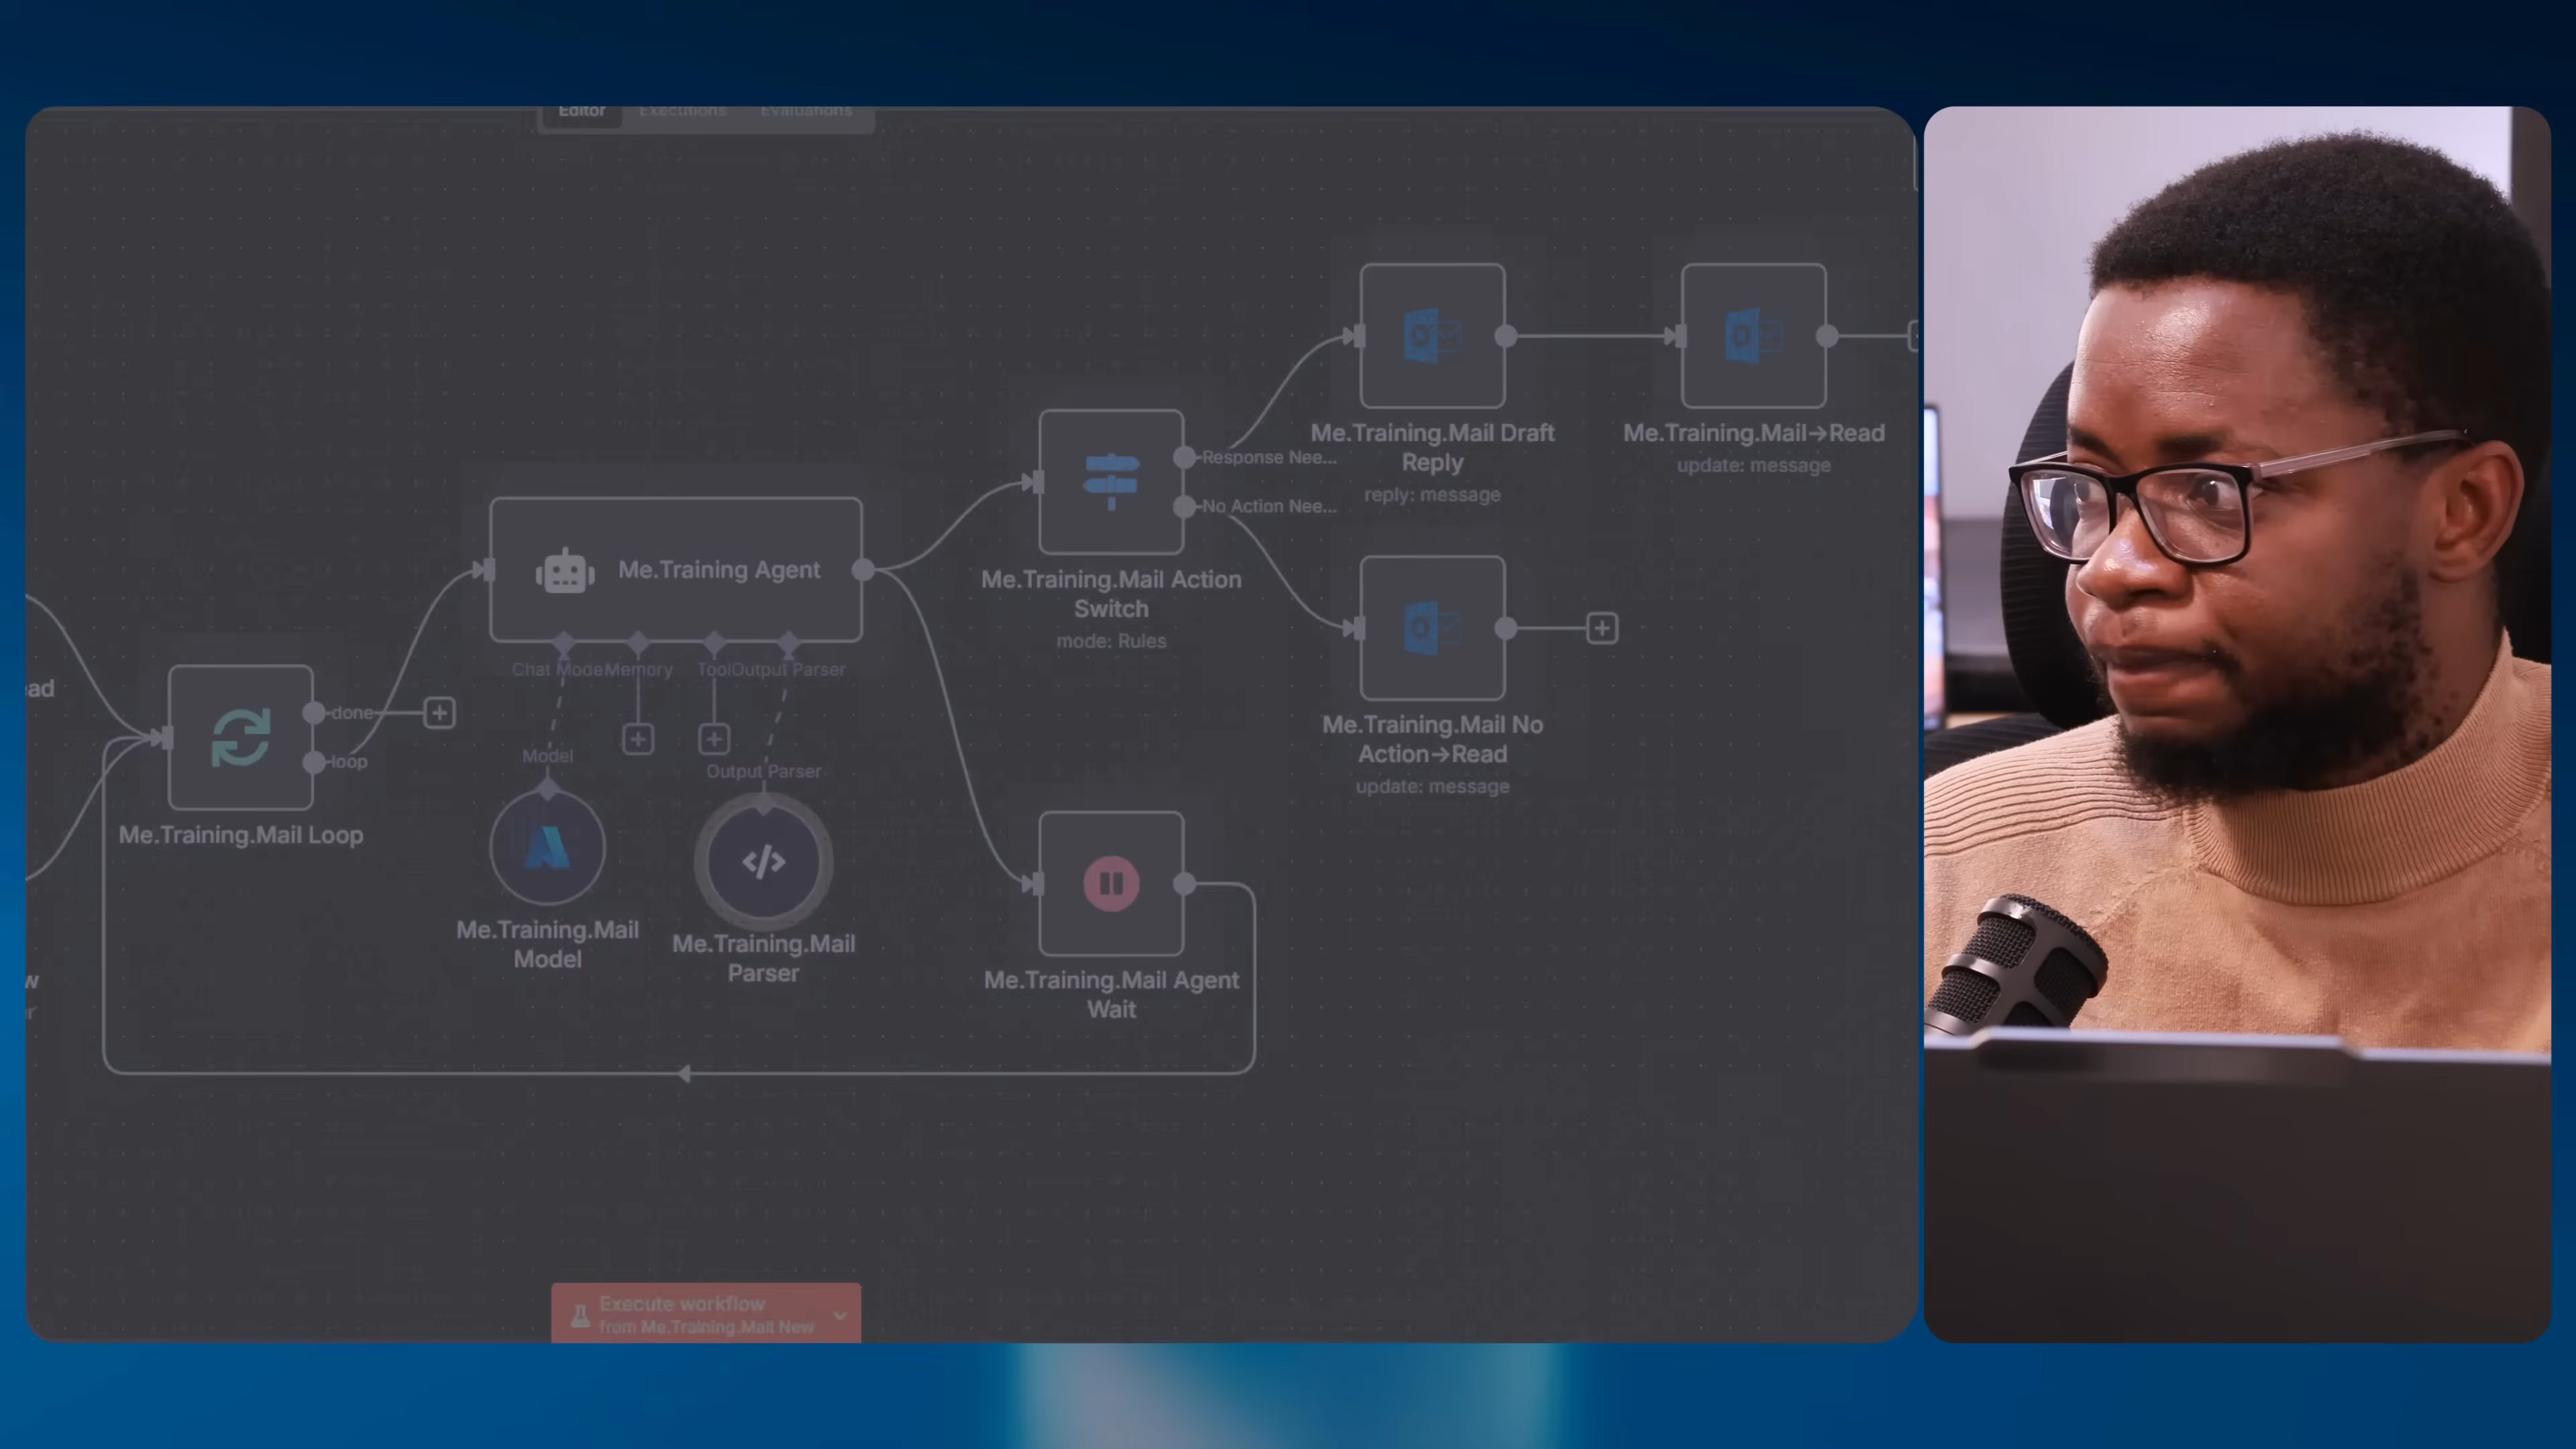 Editor Executions Evaluations
Me.Training.Mail Draft
Reply
reply: message
Me.Training.Mail→Read
update: message
Response Nee...
No Action Nee...
Me.Training.Mail Action
Switch
mode: Rules
Me.Training Agent
Chat Mode Memory Tool Output Parser
ad
done
loop
Me.Training.Mail Loop
Model
Output Parser
Me.Training.Mail
Model
Me.Training.Mail
Parser
Me.Training.Mail No
Action→Read
update: message
Me.Training.Mail Agent
Wait
w
r
Execute workflow
from Me.Training.Mail New